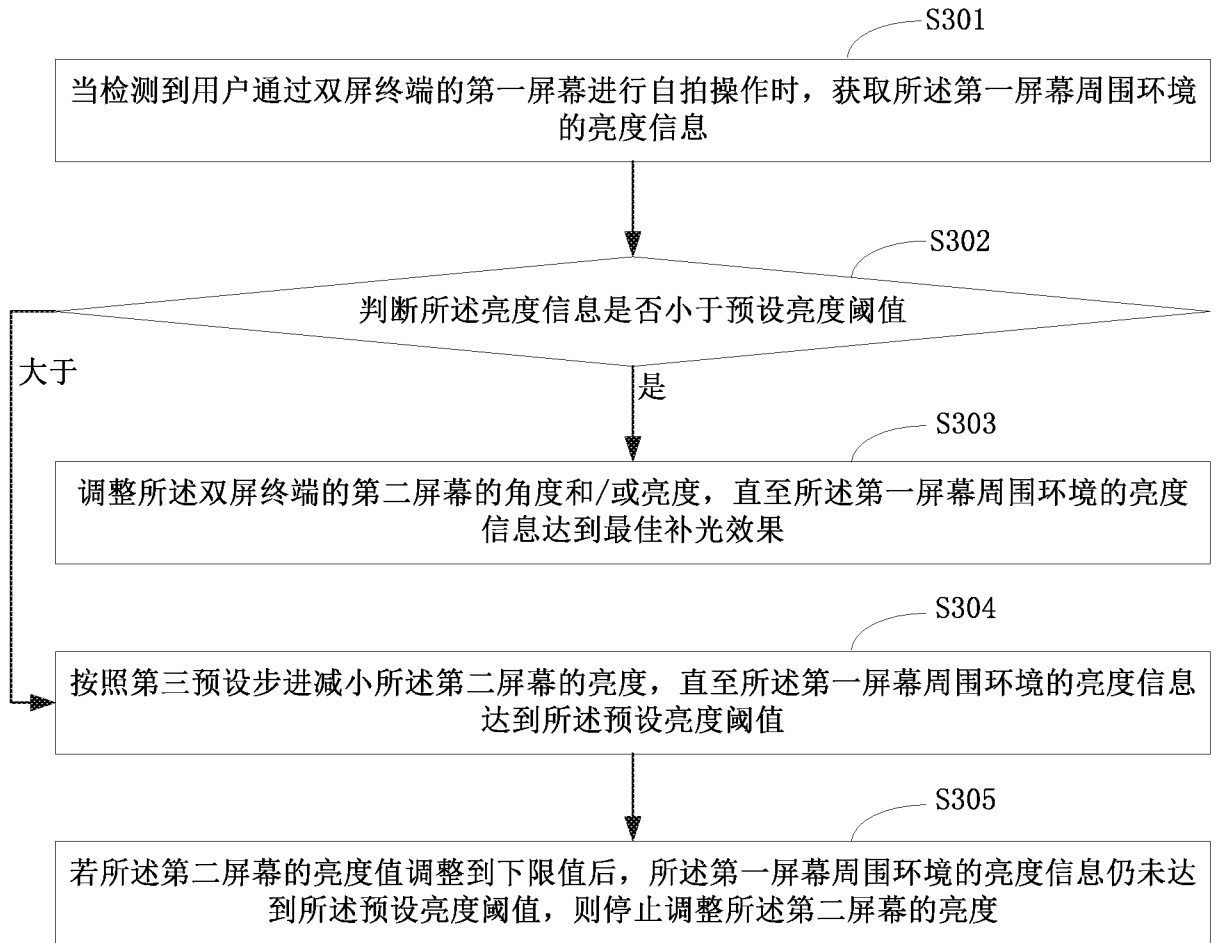 S301
当检测到用户通过双屏终端的第一屏幕进行自拍操作时，获取所述第一屏幕周围环境
的亮度信息
S302
判断所述亮度信息是否小于预设亮度阈值
大于
是
S303
调整所述双屏终端的第二屏幕的角度和/或亮度，直至所述第一屏幕周围环境的亮度
信息达到最佳补光效果
S304
按照第三预设步进减小所述第二屏幕的亮度，直至所述第一屏幕周围环境的亮度信息
达到所述预设亮度阈值
S305
若所述第二屏幕的亮度值调整到下限值后，所述第一屏幕周围环境的亮度信息仍未达
到所述预设亮度阈值，则停止调整所述第二屏幕的亮度